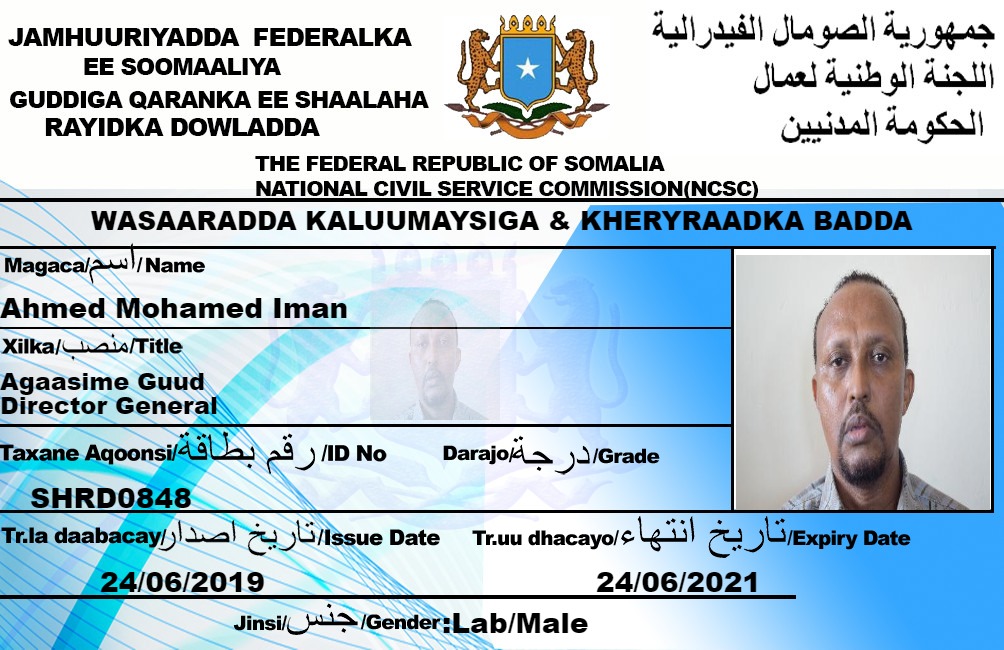 JAMHUURIYADDA FEDERALKA
EE SOOMAALIYA
GUDDIGA QARANKA EE SHAALAHA
RAYIDKA DOWLADDA
جمهورية الصومال الفيدرالية
اللجنة الوطنية لعمال
الحكومة المدنيين
THE FEDERAL REPUBLIC OF SOMALIA
NATIONAL CIVIL SERVICE COMMISSION(NCSC)
WASAARADDA KALUUMAYSIGA & KHERYRAADKA BADDA
Magaca/اسم/Name
Ahmed Mohamed Iman
Xilka/منصب/Title
Agaasime Guud
Director General
Taxane Aqoonsi/رقم بطاقة/ID No
Darajo/درجة/Grade
SHRD0848
Tr.la daabacay/تاريخ اصدار/Issue Date
Tr.uu dhacayo/تاريخ انتهاء/Expiry Date
24/06/2019
24/06/2021
Jinsi/جنس/Gender:Lab/Male